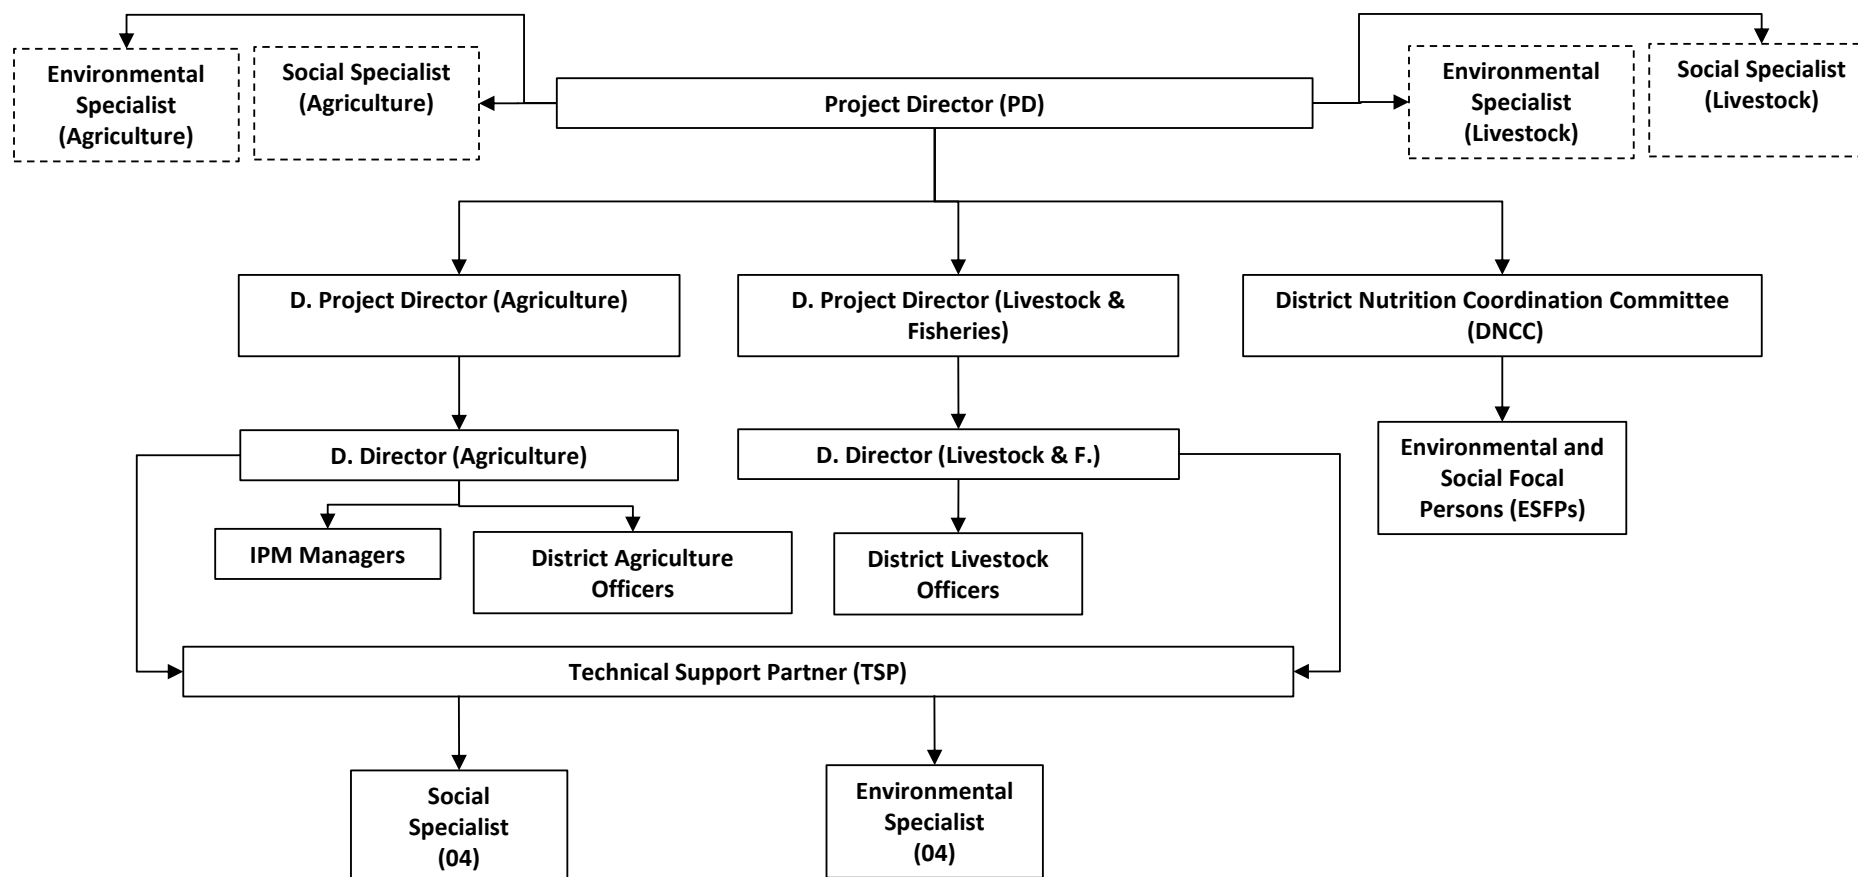 Environmental
Specialist
(Agriculture)
Social Specialist
(Agriculture)
Project Director (PD)
Environmental
Specialist
(Livestock)
Social Specialist
(Livestock)
D. Project Director (Agriculture)
D. Project Director (Livestock &
Fisheries)
District Nutrition Coordination Committee
(DNCC)
D. Director (Agriculture)
D. Director (Livestock & F.)
Environmental and
Social Focal
Persons (ESFPs)
IPM Managers
District Agriculture
Officers
District Livestock
Officers
Technical Support Partner (TSP)
Social
Specialist
(04)
Environmental
Specialist
(04)